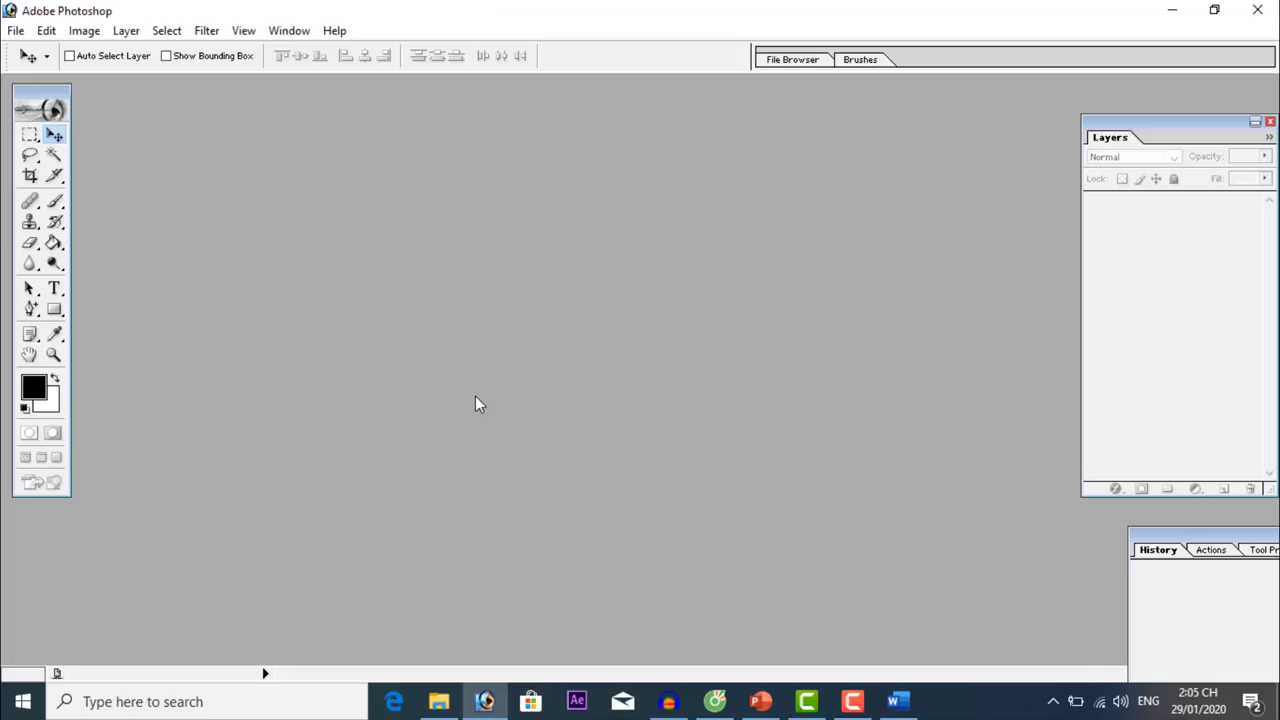 Adobe Photoshop
File Edit Image Layer Select Filter View Window Help
Auto Select Layer Show Bounding Box File Browser Brushes
Layers
Normal Opacity:
Lock: Fill:
T
History Actions Tool Pr
Type here to search Ae ENG 2:05 CH
29/01/2020 2